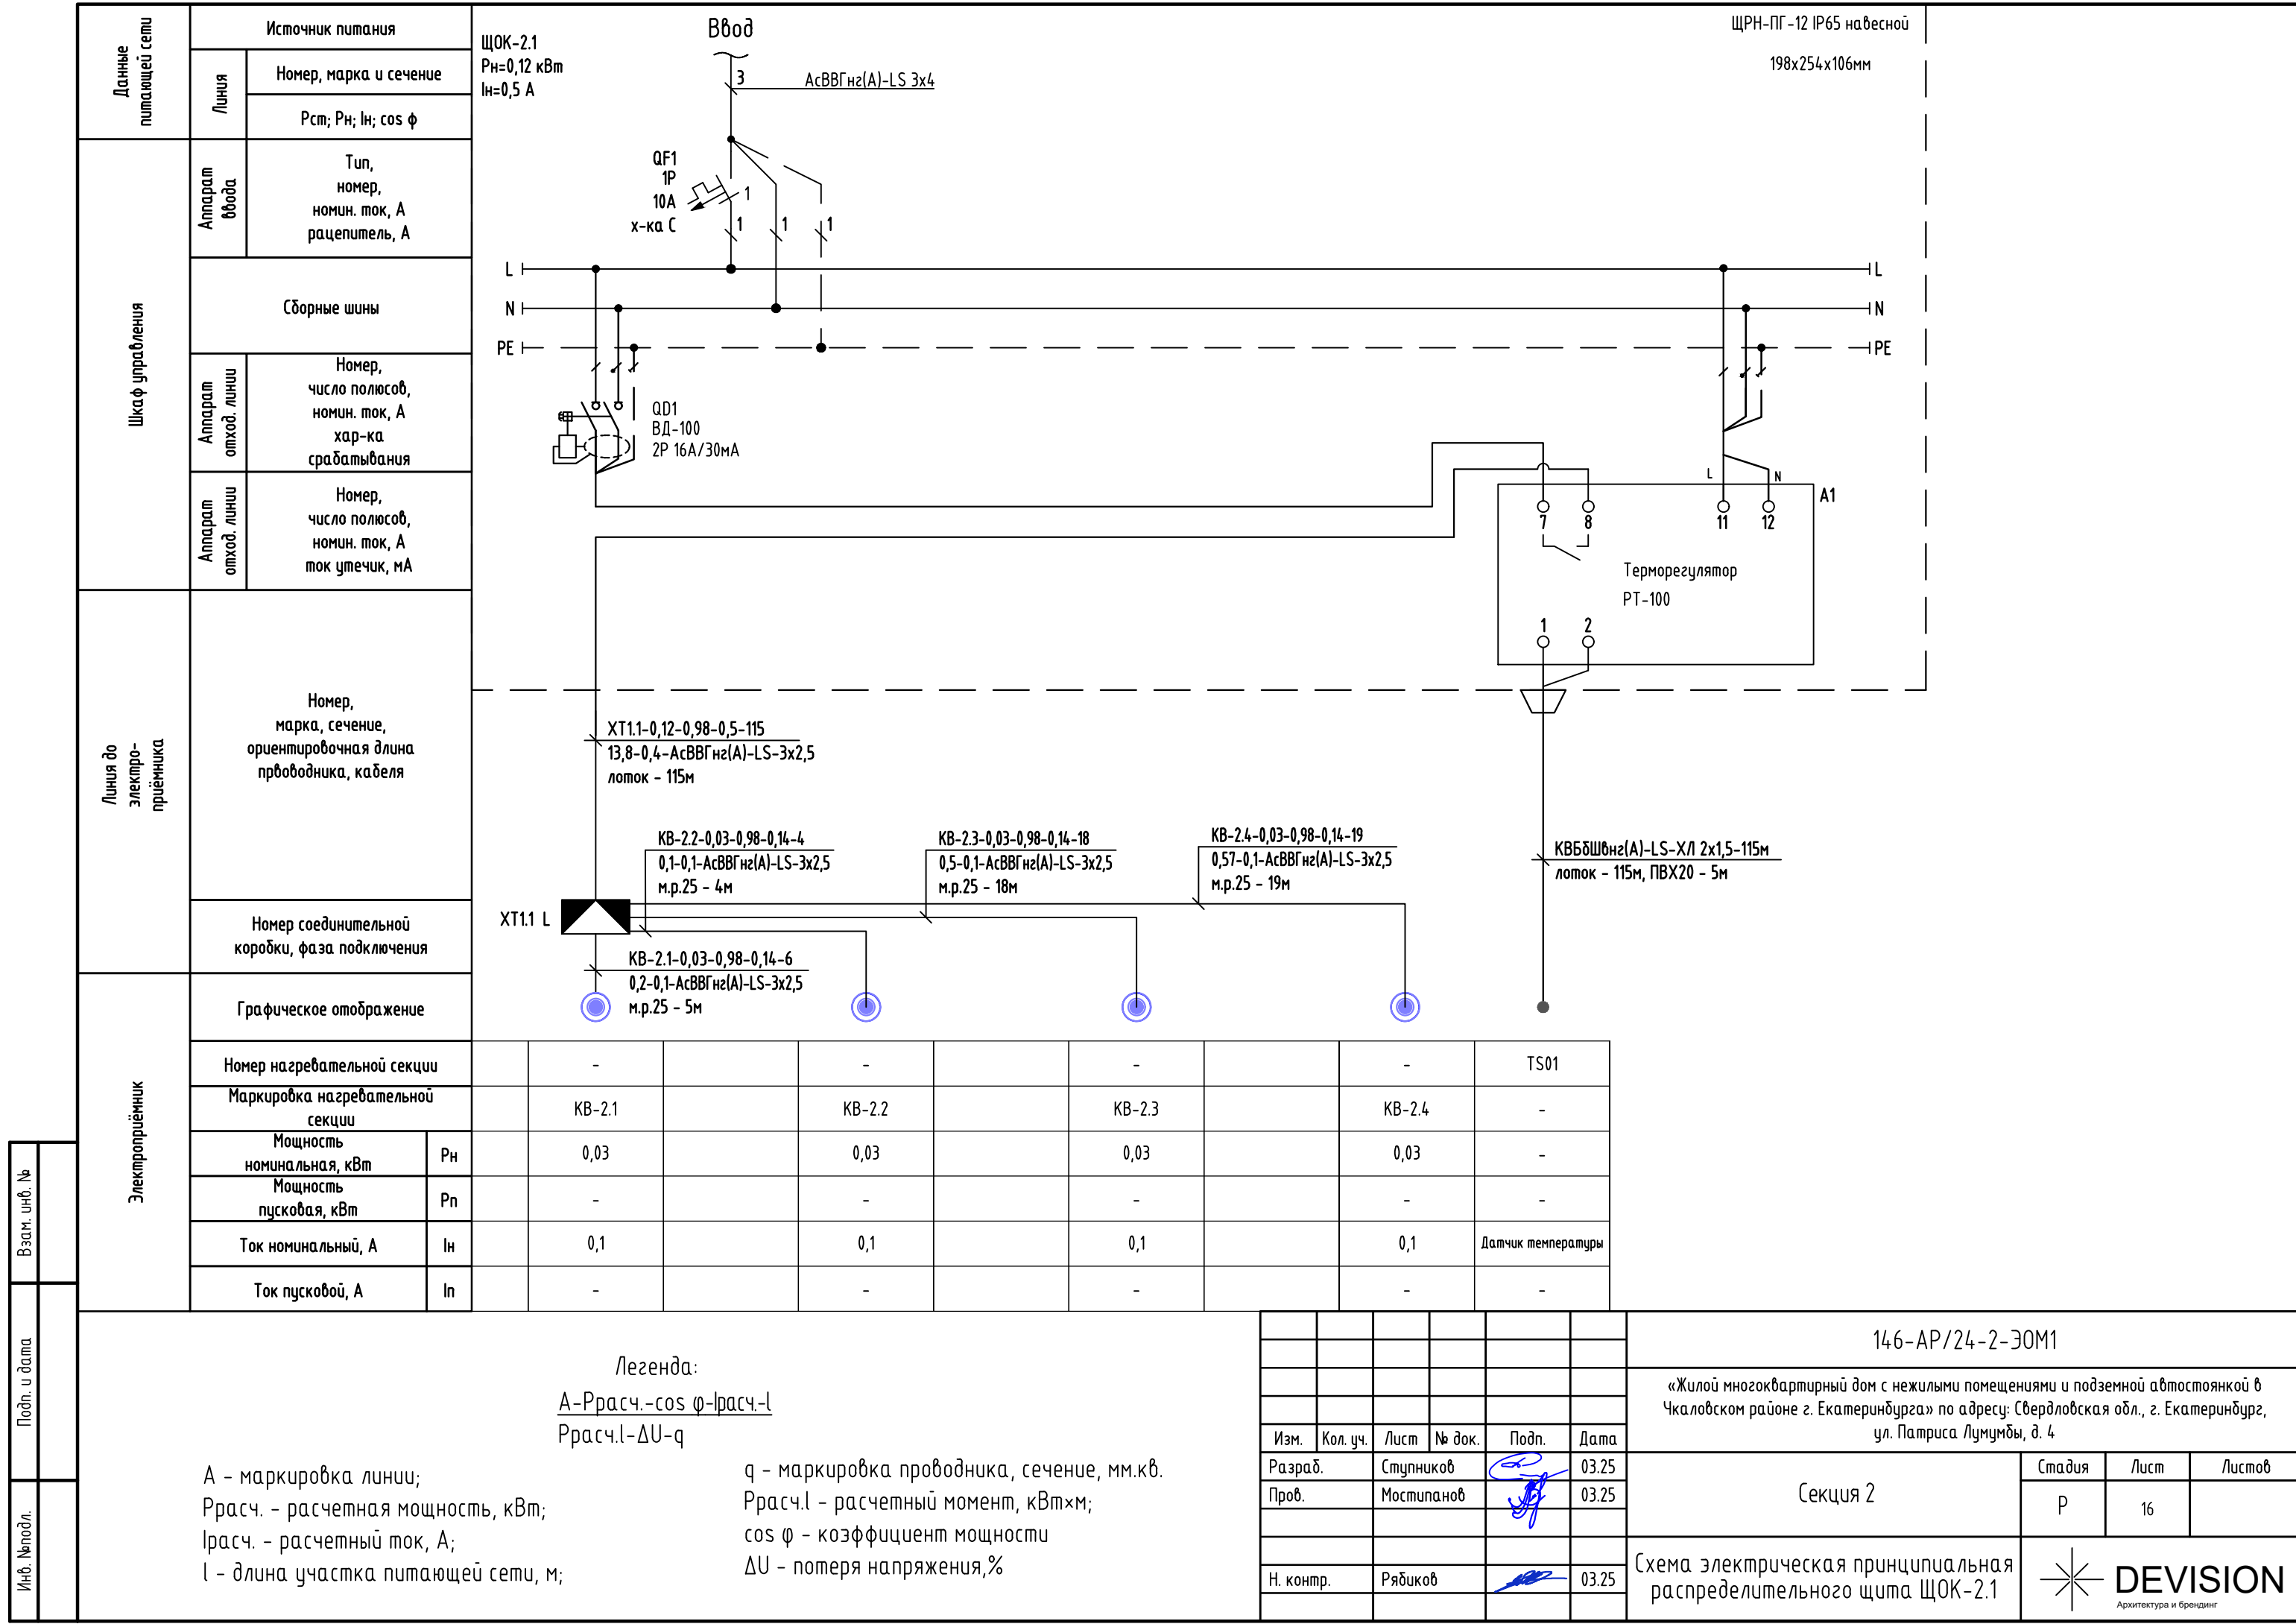 Данные
питающей сети
Источник питания
Линия
Номер, марка и сечение
Pст; Pн; Iн; cos ф
Шкаф управления
Аппарат
ввода
Тип,
номер,
номин. ток, А
рацепитель, А
Сборные шины
Аппарат
отход. линии
Номер,
число полюсов,
номин. ток, А
хар-ка
срабатывания
Аппарат
отход. линии
Номер,
число полюсов,
номин. ток, А
ток утечик, мА
Линия до
электро-
приёмника
Номер,
марка, сечение,
ориентировочная длина
првоводника, кабеля
Номер соединительной
коробки, фаза подключения
Электроприёмник
Графическое отображение
ЩОК-2.1
Рн=0,12 кВт
Iн=0,5 А
Ввод
3
АсВВГнг(А)-LS 3х4
ЩРН-ПГ-12 IP65 навесной
198х254х106мм
QF1
1P
10А
х-ка С
1
1 1 1
L L
N N
PE PE
QD1
ВД-100
2Р 16А/30мА
L N
A1
7 8 11 12
Терморегулятор
РТ-100
1 2
ХТ1.1-0,12-0,98-0,5-115
13,8-0,4-АсВВГнг(А)-LS-3х2,5
лоток - 115м
КВ-2.2-0,03-0,98-0,14-4
0,1-0,1-АсВВГнг(А)-LS-3х2,5
м.р.25 - 4м
КВ-2.3-0,03-0,98-0,14-18
0,5-0,1-АсВВГнг(А)-LS-3х2,5
м.р.25 - 18м
КВ-2.4-0,03-0,98-0,14-19
0,57-0,1-АсВВГнг(А)-LS-3х2,5
м.р.25 - 19м
КВБбШвнг(А)-LS-ХЛ 2х1,5-115м
лоток - 115м, ПВХ20 - 5м
ХТ1.1 L
КВ-2.1-0,03-0,98-0,14-6
0,2-0,1-АсВВГнг(А)-LS-3х2,5
м.р.25 - 5м
Номер нагревательной секции - - - - TS01
Маркировка нагревательной
секции
КВ-2.1 КВ-2.2 КВ-2.3 КВ-2.4 -
Мощность
номинальная, кВт
Рн 0,03 0,03 0,03 0,03 -
Мощность
пусковая, кВт
Рп - - - - -
Ток номинальный, А Iн 0,1 0,1 0,1 0,1 Датчик температуры
Ток пусковой, А Iп - - - - -
Легенда:
А-Ррасч.-cos φ-Iрасч.-l
Ррасч.l-ΔU-q
А - маркировка линии;
Ррасч. - расчетная мощность, кВт;
Iрасч. - расчетный ток, А;
l - длина участка питающей сети, м;
q - маркировка проводника, сечение, мм.кв.
Ррасч.l - расчетный момент, кВт×м;
cos φ - коэффициент мощности
ΔU - потеря напряжения,%
Взам. инв. №
Подп. и дата
Инв. №подл.
146-АР/24-2-ЭОМ1
«Жилой многоквартирный дом с нежилыми помещениями и подземной автостоянкой в
Чкаловском районе г. Екатеринбурга» по адресу: Свердловская обл., г. Екатеринбург,
ул. Патриса Лумумбы, д. 4
Изм. Кол. уч. Лист № док. Подп. Дата
Разраб. Ступников 03.25
Пров. Мостипанов 03.25
Н. контр. Рябиков 03.25
Секция 2
Стадия Лист Листов
Р 16
Схема электрическая принципиальная
распределительного щита ЩОК-2.1
DEVISION
Архитектура и брендинг